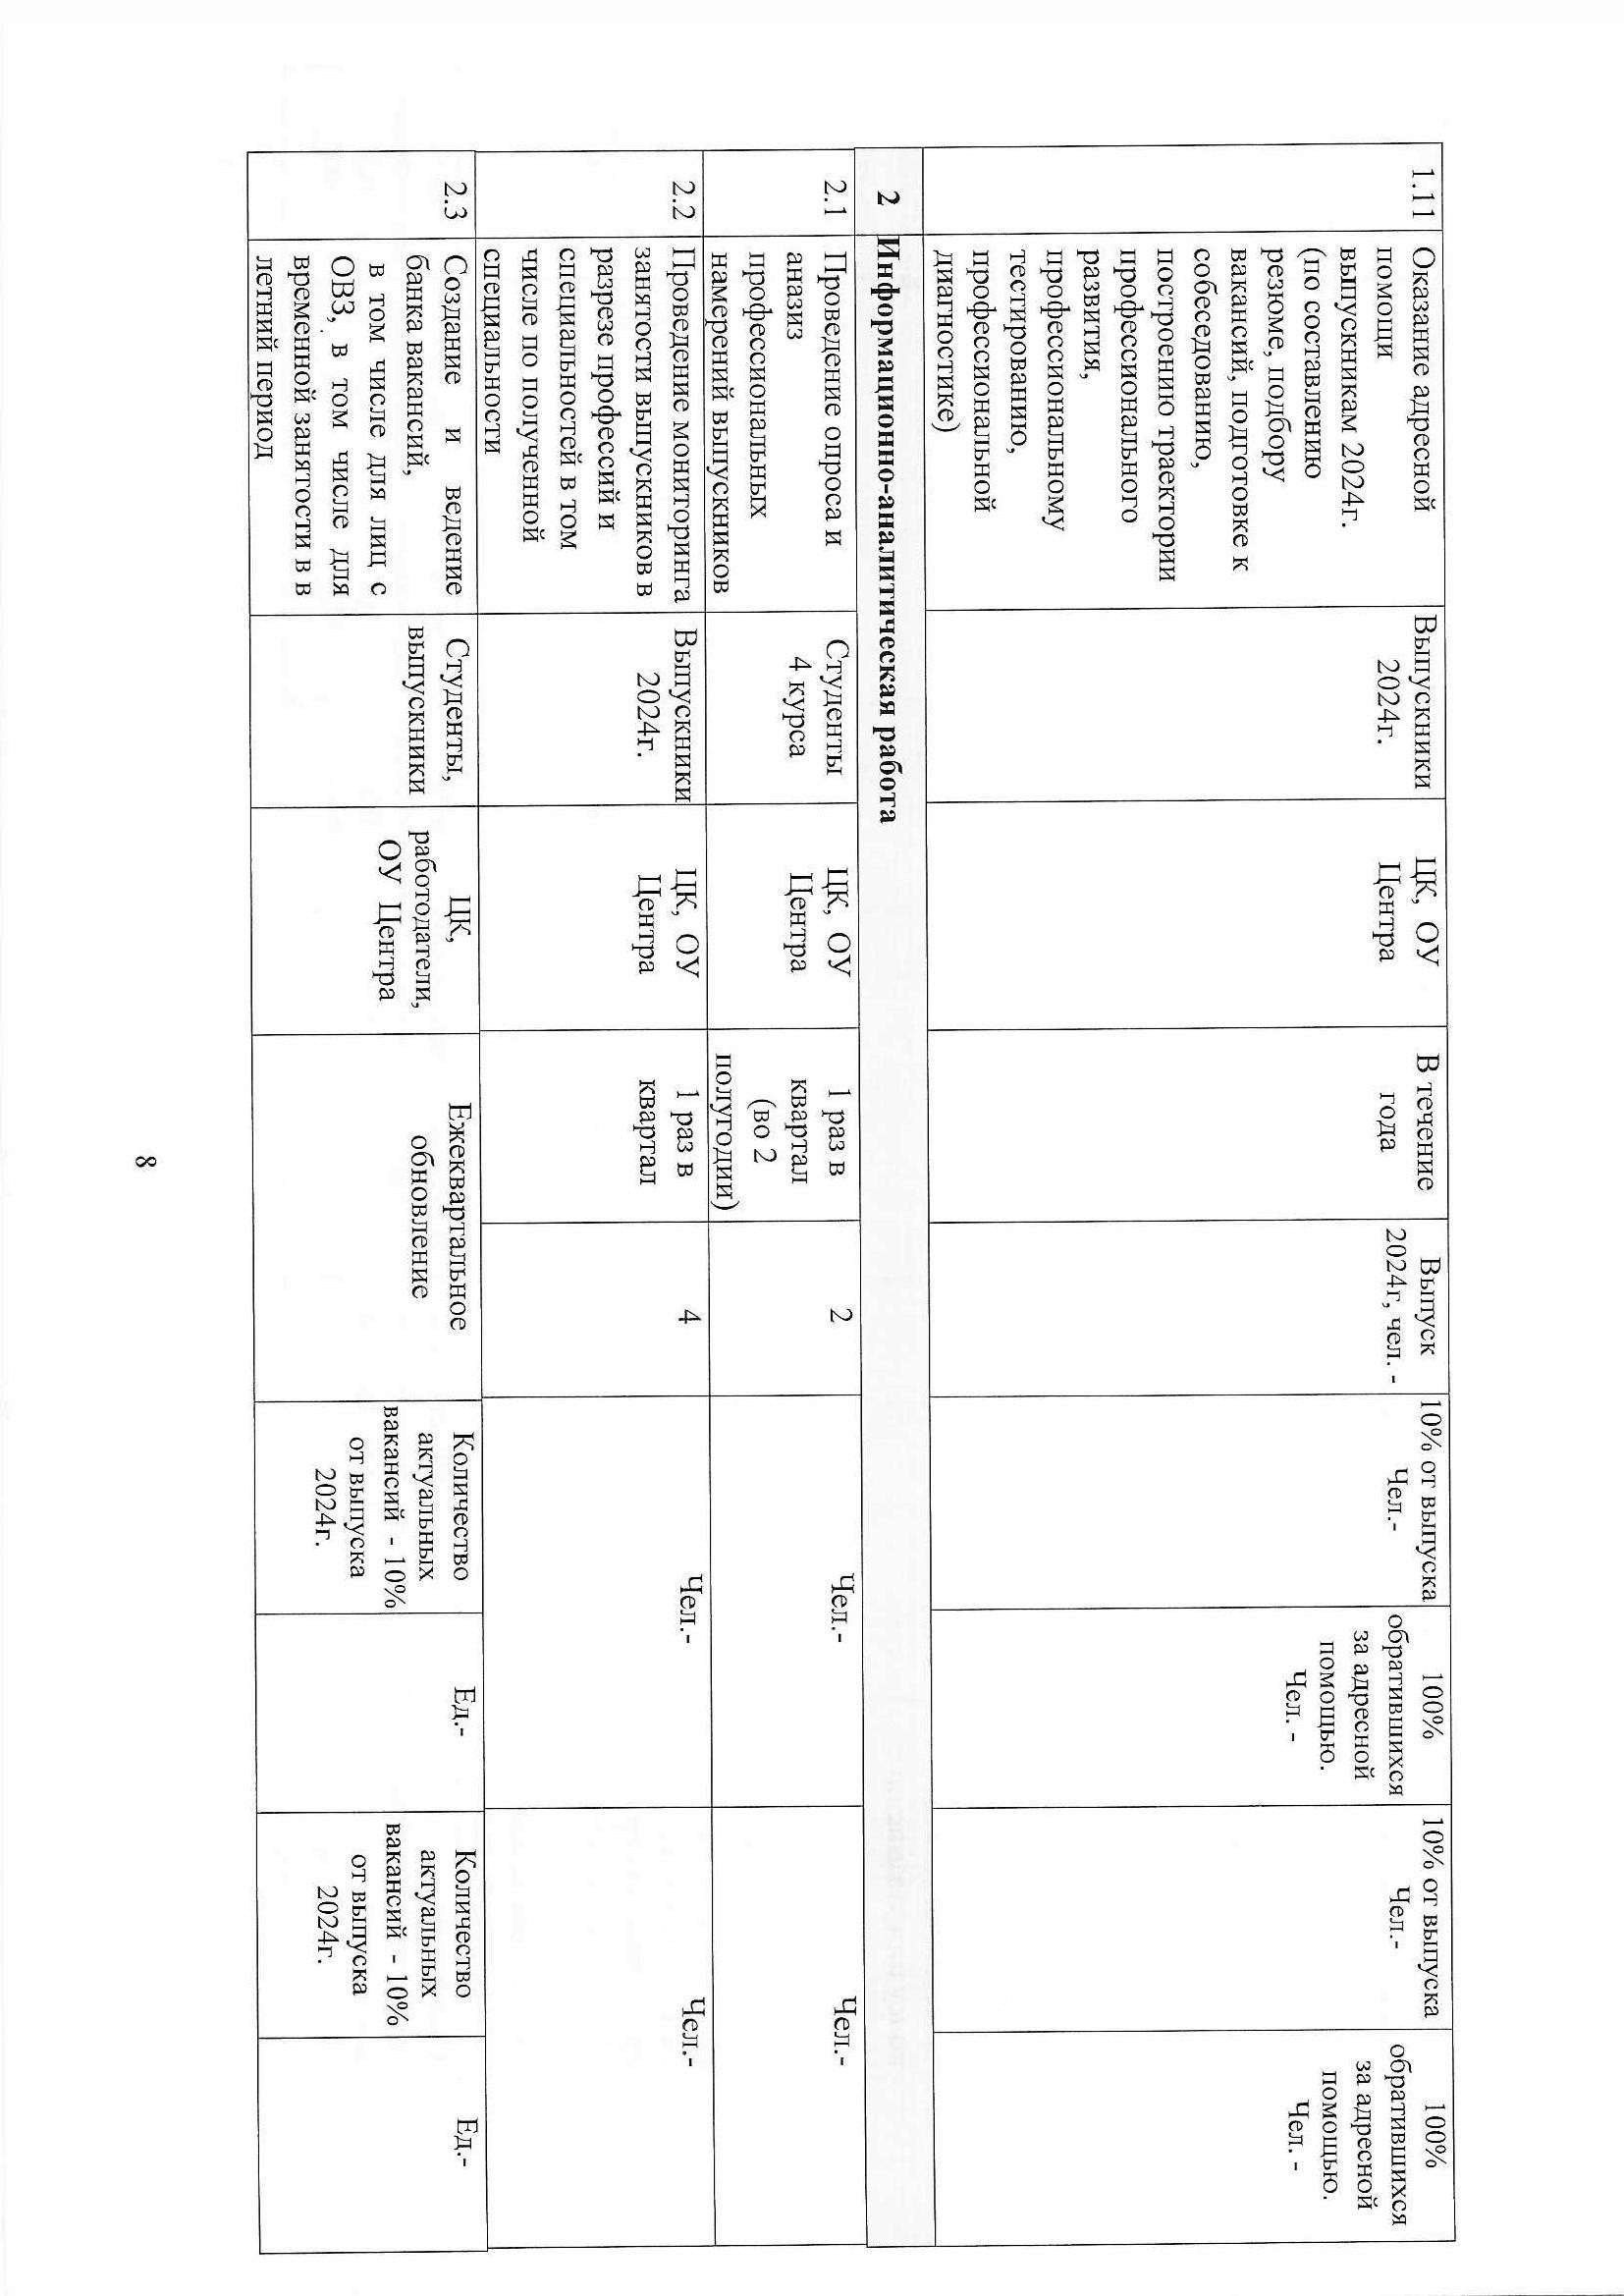 1.11
Оказание адресной
помощи
выпускникам 2024г.
(по составлению
резюме, подбору
вакансий, подготовке к
собеседованию,
построению траектории
профессионального
развития,
профессиональному
тестированию,
профессиональной
диагностике)
Выпускники
2024г.
ЦК, ОУ
Центра
В течение
года
Выпуск
2024г, чел. -
10% от выпуска
Чел.-
100%
обратившихся
за адресной
помощью.
Чел. -
10% от выпуска
Чел.-
100%
обратившихся
за адресной
помощью.
Чел. -
2 Информационно-аналитическая работа
2.1
Проведение опроса и
аназиз
профессиональных
намерений выпускников
Студенты
4 курса
ЦК, ОУ
Центра
1 раз в
квартал
(во 2
полугодии)
2
Чел.-
Чел.-
2.2
Проведение мониторинга
занятости выпускников в
разрезе профессий и
специальностей в том
числе по полученной
специальности
Выпускники
2024г.
ЦК, ОУ
Центра
1 раз в
квартал
4
Чел.-
Чел.-
2.3
Создание и ведение
банка вакансий,
в том числе для лиц с
ОВЗ, в том числе для
временной занятости в в
летний период
Студенты,
выпускники
ЦК,
работодатели,
ОУ Центра
Ежеквартальное
обновление
Количество
актуальных
вакансий - 10%
от выпуска
2024г.
Ед.-
Количество
актуальных
вакансий - 10%
от выпуска
2024г.
Ед.-
8